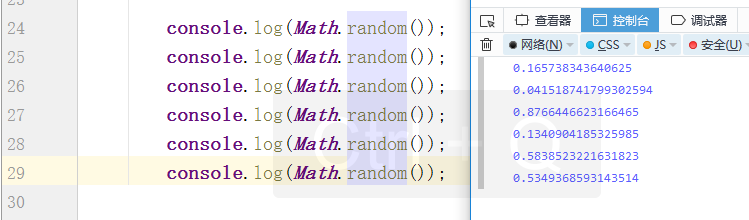 23
24 console.log(Math.random());
25 console.log(Math.random());
26 console.log(Math.random());
27 console.log(Math.random());
28 console.log(Math.random());
29 console.log(Math.random());
30
查看器 控制台 调试器
网络(N) CSS JS 安全(U)
0.165738343640625
0.041518741799302594
0.8766446623166465
0.1340904185325985
0.5838523221631823
0.5349368593143514